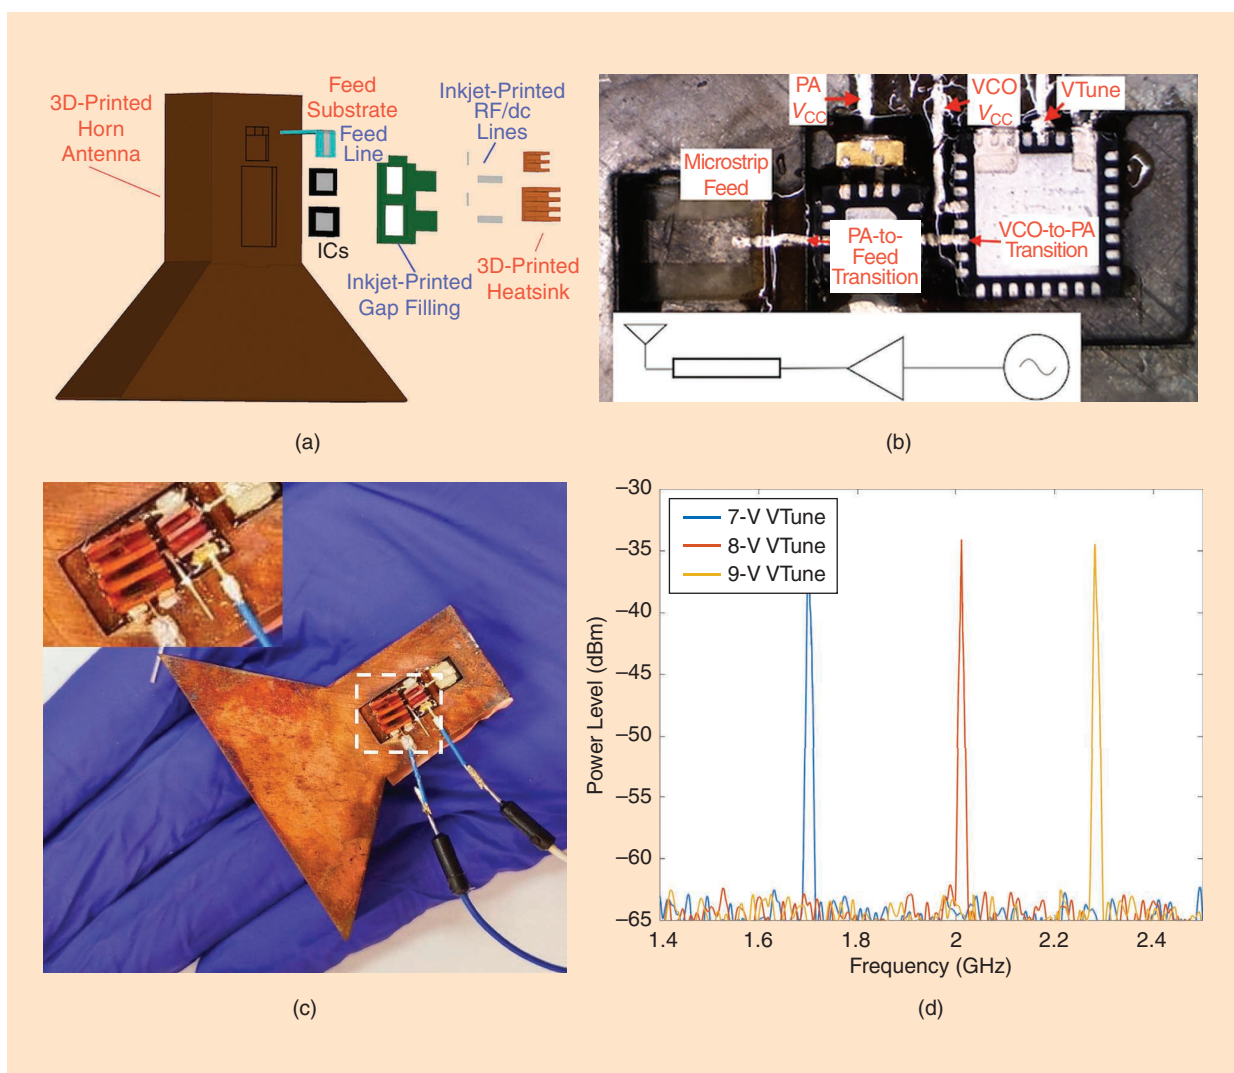 3D-Printed
Horn
Antenna
Feed
Substrate
Feed
Line
ICs
Inkjet-Printed
RF/dc
Lines
Inkjet-Printed
Gap Filling
3D-Printed
Heatsink
(a)
PA
VCC
VCO
VCC
VTune
Microstrip
Feed
PA-to-
Feed
Transition
VCO-to-PA
Transition
(b)
(c)
–30
–35
–40
–45
–50
–55
–60
–65
Power Level (dBm)
7-V VTune
8-V VTune
9-V VTune
1.4
1.6
1.8
2
2.2
2.4
Frequency (GHz)
(d)